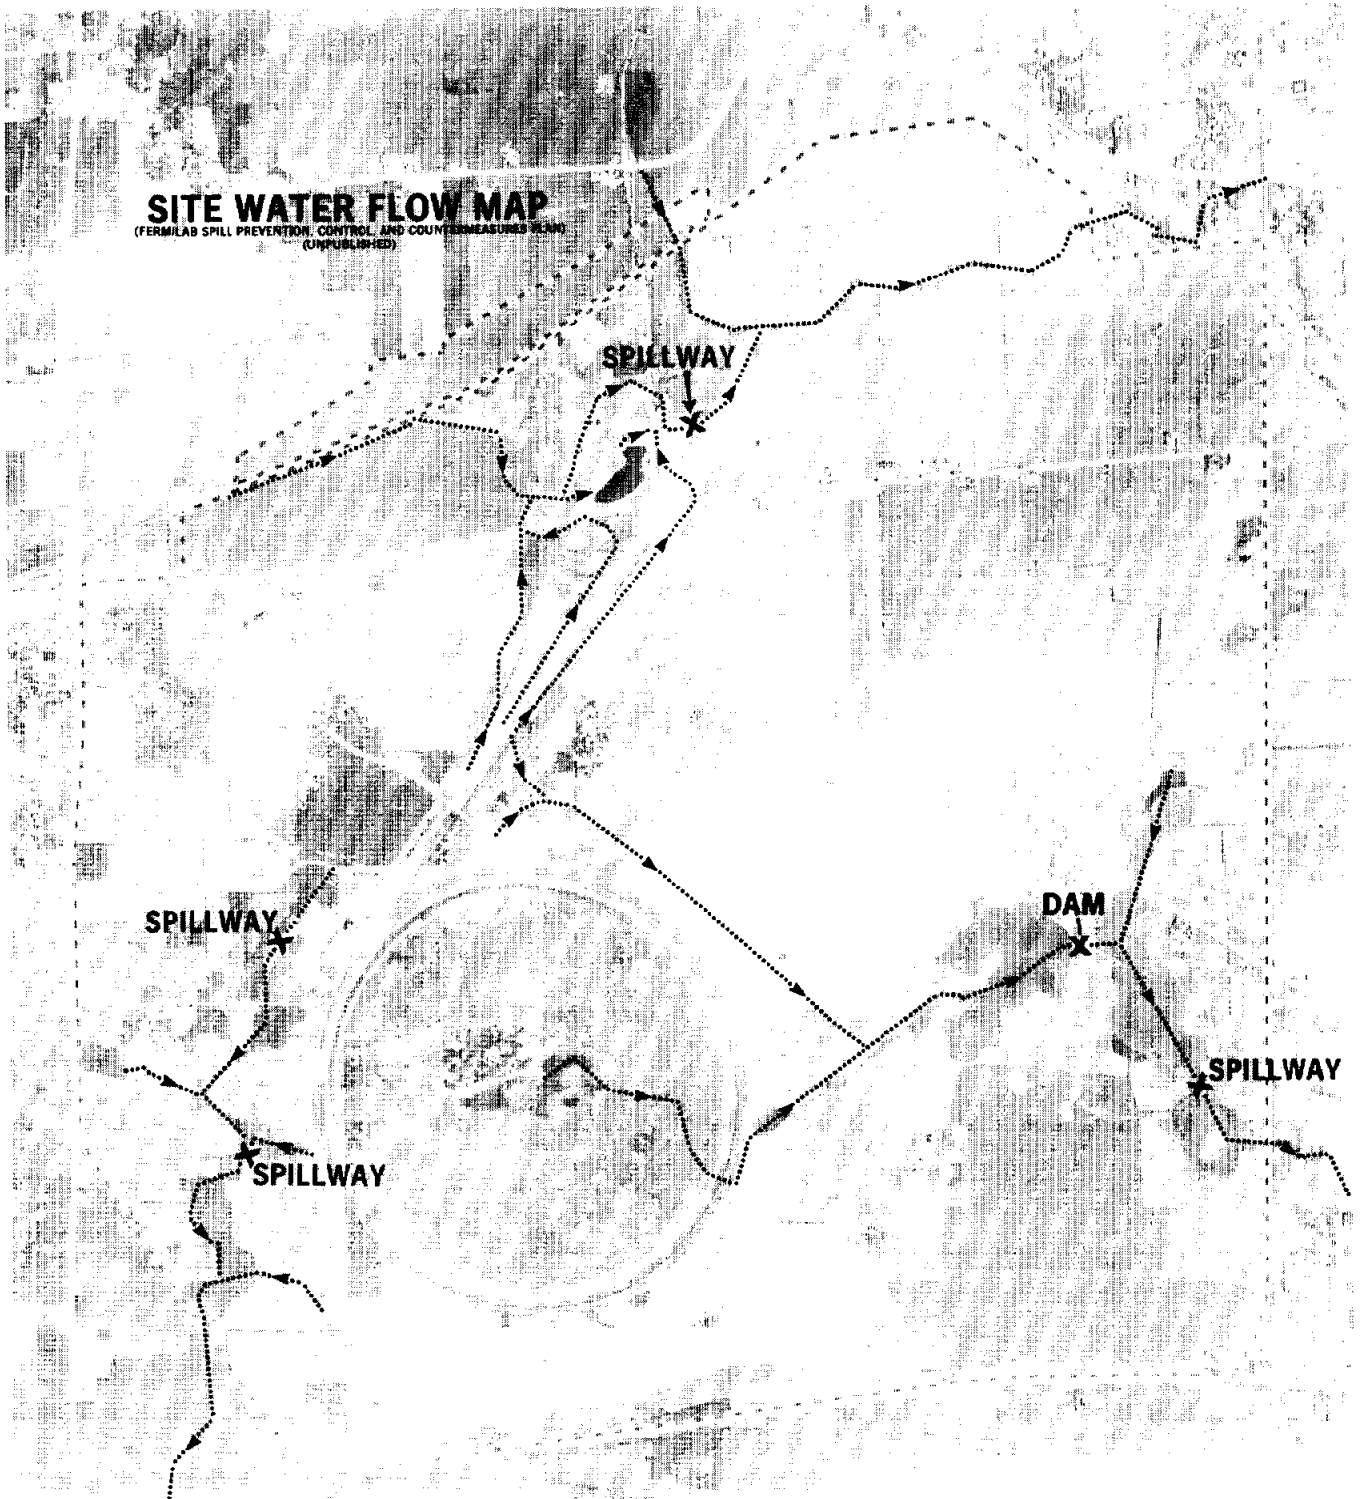 SITE WATER FLOW MAP
(FERMILAB SPILL PREVENTION, CONTROL, AND COUNTERMEASURES PLAN)
(UNPUBLISHED)
SPILLWAY
DAM
SPILLWAY
SPILLWAY
SPILLWAY